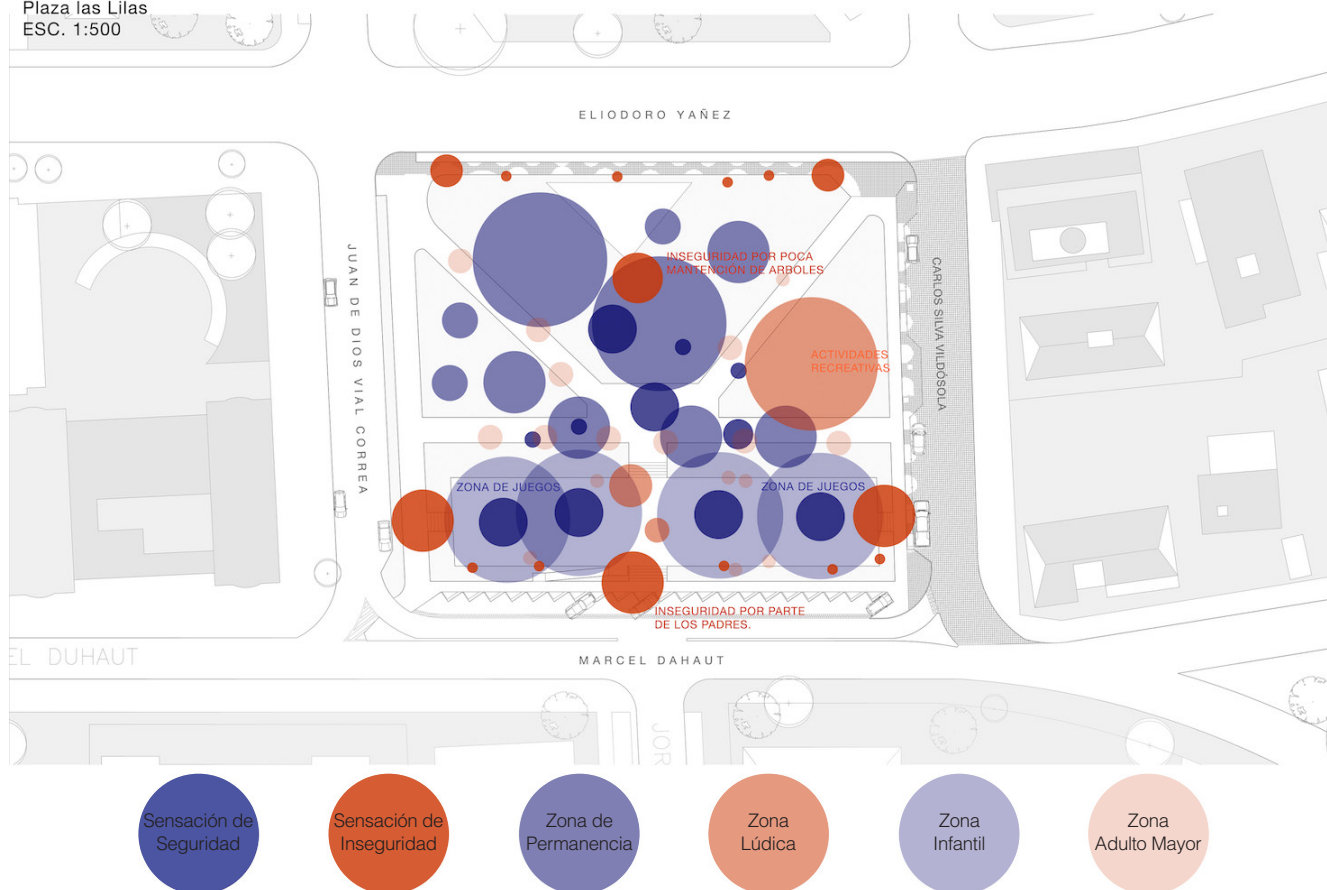 Plaza las Lilas
ESC. 1:500
ELIODORO YAÑEZ
JUAN DE DIOS VIAL CORREA
CARLOS SILVA VILDÓSOLA
INSEGURIDAD POR POCA
MANTENCIÓN DE ARBOLES
ACTIVIDADES
RECREATIVAS
ZONA DE JUEGOS
ZONA DE JUEGOS
INSEGURIDAD POR PARTE
DE LOS PADRES.
EL DUHAUT
MARCEL DAHAUT
JOR
Sensación de
Seguridad
Sensación de
Inseguridad
Zona de
Permanencia
Zona
Lúdica
Zona
Infantil
Zona
Adulto Mayor